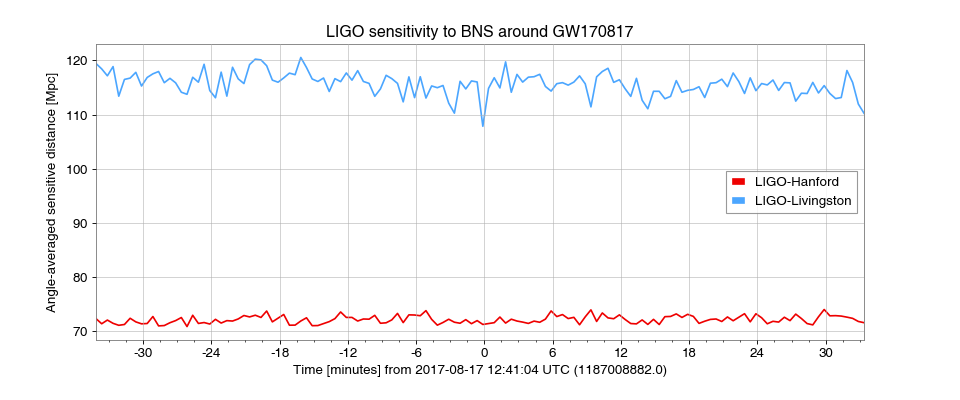 LIGO sensitivity to BNS around GW170817
Angle-averaged sensitive distance [Mpc]
120
110
100
90
80
70
LIGO-Hanford
LIGO-Livingston
-30 -24 -18 -12 -6 0 6 12 18 24 30
Time [minutes] from 2017-08-17 12:41:04 UTC (1187008882.0)